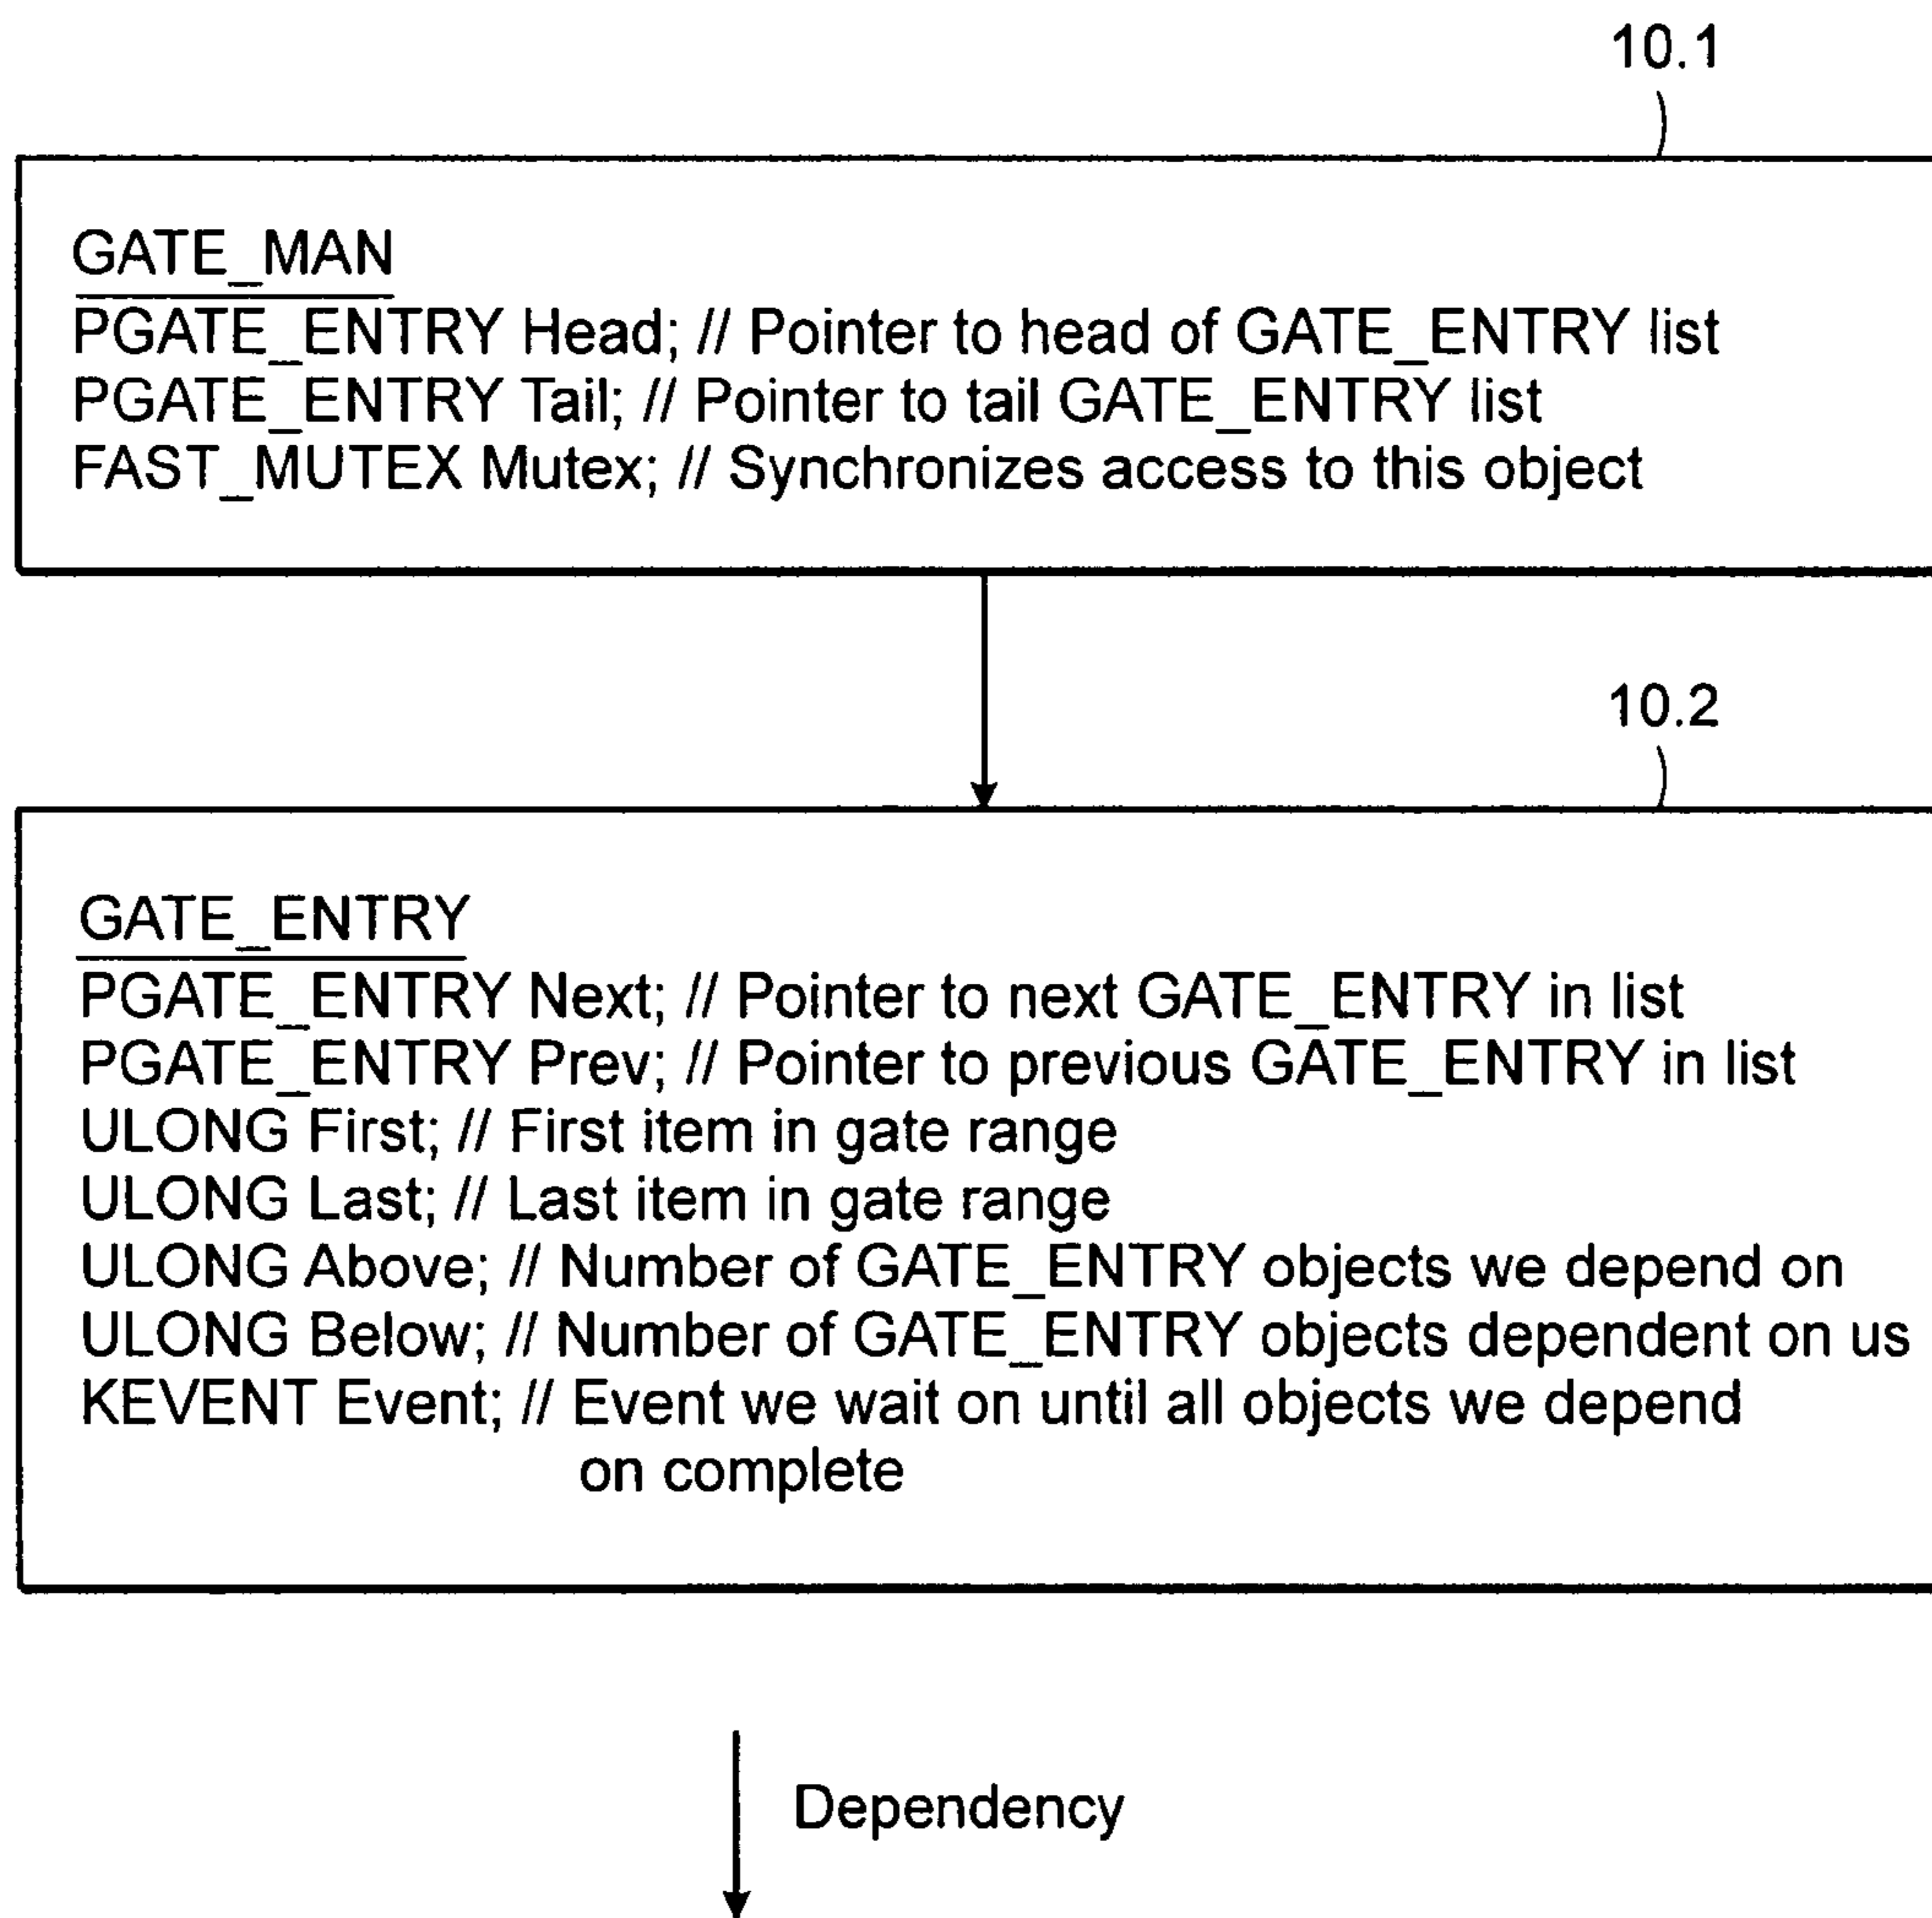 10.1
GATE_MAN
PGATE_ENTRY Head; // Pointer to head of GATE_ENTRY list
PGATE_ENTRY Tail; // Pointer to tail GATE_ENTRY list
FAST_MUTEX Mutex; // Synchronizes access to this object
10.2
GATE_ENTRY
PGATE_ENTRY Next; // Pointer to next GATE_ENTRY in list
PGATE_ENTRY Prev; // Pointer to previous GATE_ENTRY in list
ULONG First; // First item in gate range
ULONG Last; // Last item in gate range
ULONG Above; // Number of GATE_ENTRY objects we depend on
ULONG Below; // Number of GATE_ENTRY objects dependent on us
KEVENT Event; // Event we wait on until all objects we depend
on complete
Dependency